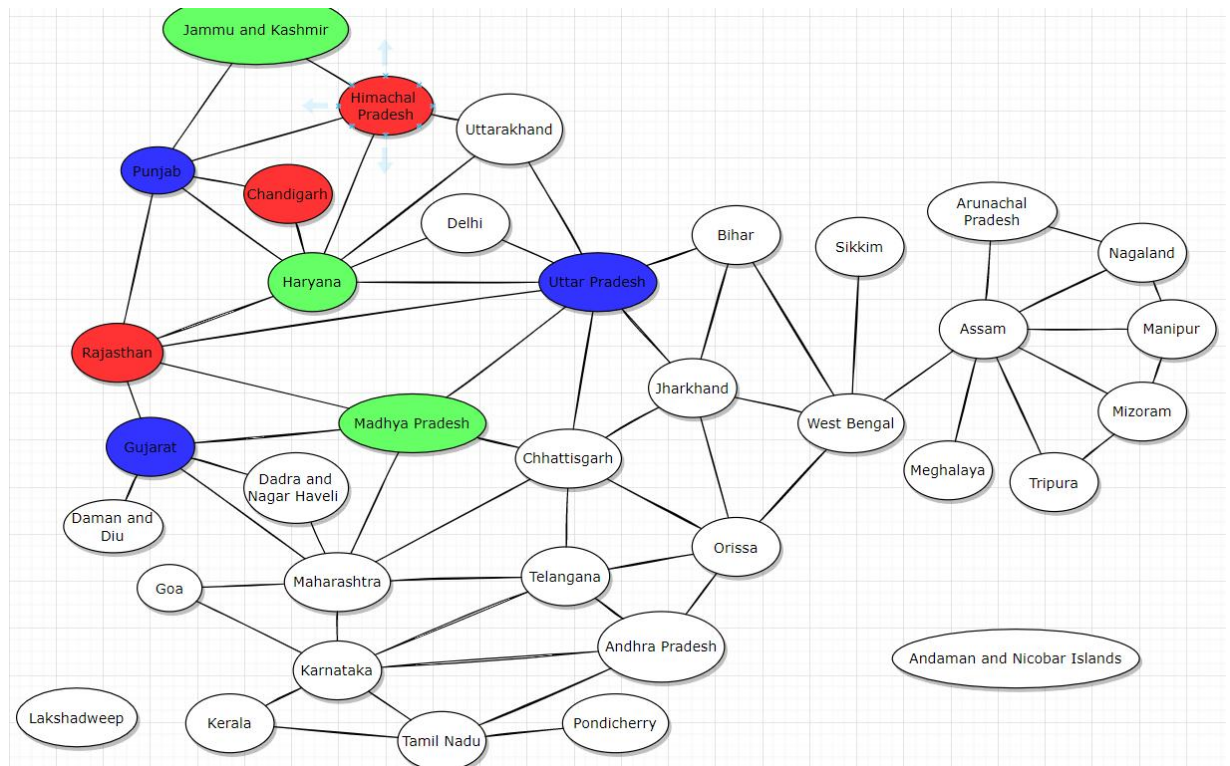 Jammu and Kashmir
Himachal
Pradesh
Uttarakhand
Punjab
Chandigarh
Delhi
Haryana
Uttar Pradesh
Bihar
Sikkim
Arunachal
Pradesh
Nagaland
Assam
Manipur
Rajasthan
Jharkhand
Mizoram
Madhya Pradesh
West Bengal
Gujarat
Chhattisgarh
Meghalaya
Tripura
Dadra and
Nagar Haveli
Daman and
Diu
Orissa
Goa
Maharashtra
Telangana
Andhra Pradesh
Karnataka
Andaman and Nicobar Islands
Lakshadweep
Kerala
Tamil Nadu
Pondicherry